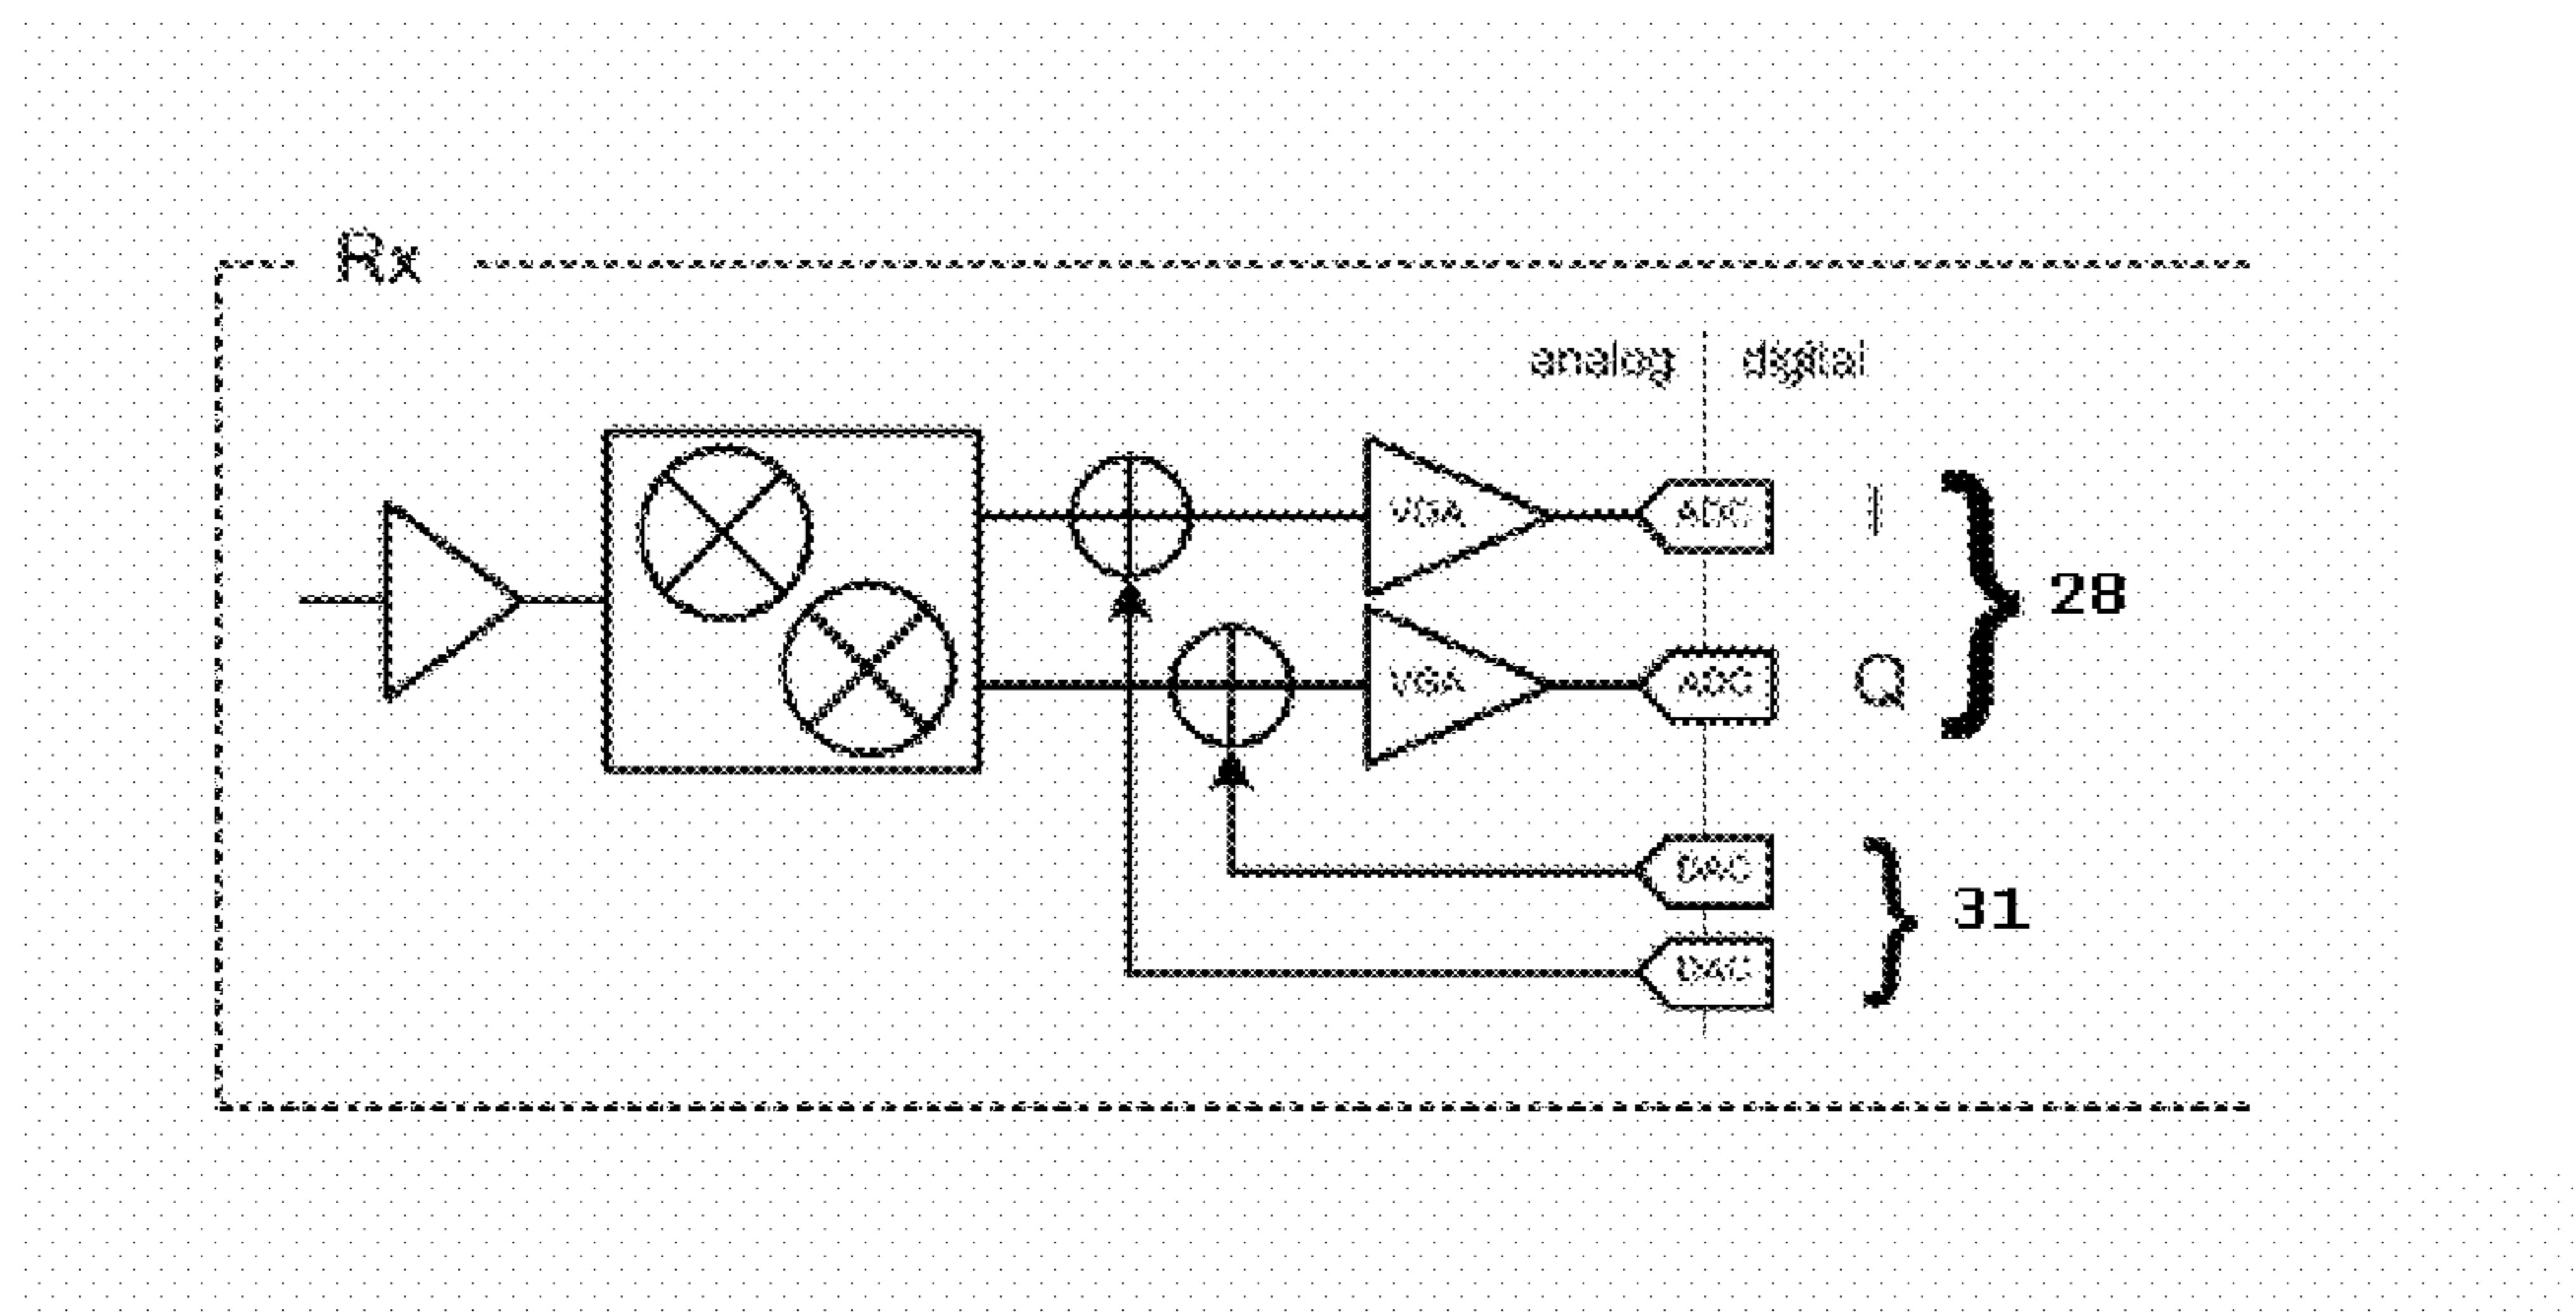 Rx
analog digital
VGA ADC I
28
VGA ADC Q
DAC
31
DAC